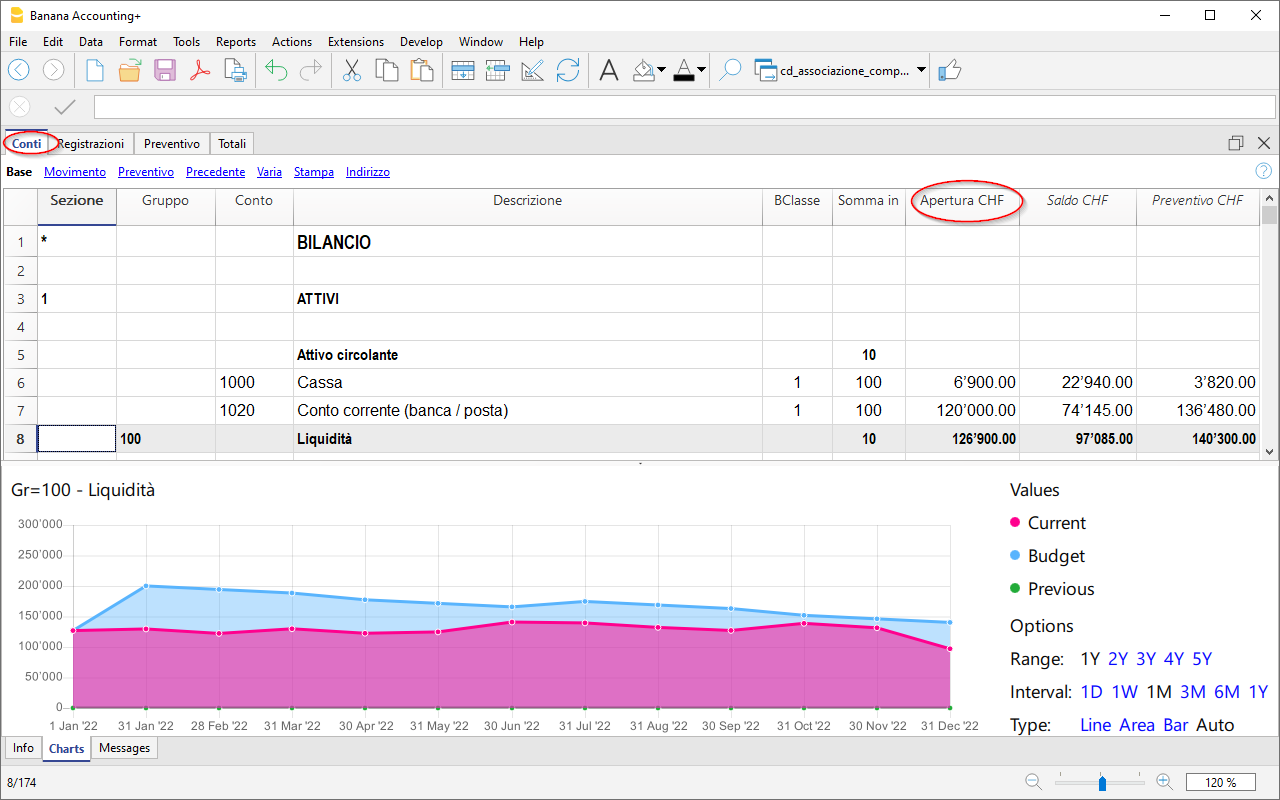 Banana Accounting+
File Edit Data Format Tools Reports Actions Extensions Develop Window Help
cd_associazione_comp...
Conti Registrazioni Preventivo Totali
Base Movimento Preventivo Precedente Varia Stampa Indirizzo
Sezione Gruppo Conto Descrizione BClasse Somma in Apertura CHF Saldo CHF Preventivo CHF
1 * BILANCIO
2
3 1 ATTIVI
4
5 Attivo circolante 10
6 1000 Cassa 1 100 6’900.00 22’940.00 3’820.00
7 1020 Conto corrente (banca / posta) 1 100 120’000.00 74’145.00 136’480.00
8 100 Liquidità 10 126’900.00 97’085.00 140’300.00
Gr=100 - Liquidità
300’000
250’000
200’000
150’000
100’000
50’000
0
1 Jan '22 31 Jan '22 28 Feb '22 31 Mar '22 30 Apr '22 31 May '22 30 Jun '22 31 Jul '22 31 Aug '22 30 Sep '22 31 Oct '22 30 Nov '22 31 Dec '22
Values
Current
Budget
Previous
Options
Range: 1Y 2Y 3Y 4Y 5Y
Interval: 1D 1W 1M 3M 6M 1Y
Type: Line Area Bar Auto
Info Charts Messages
8/174
120 %